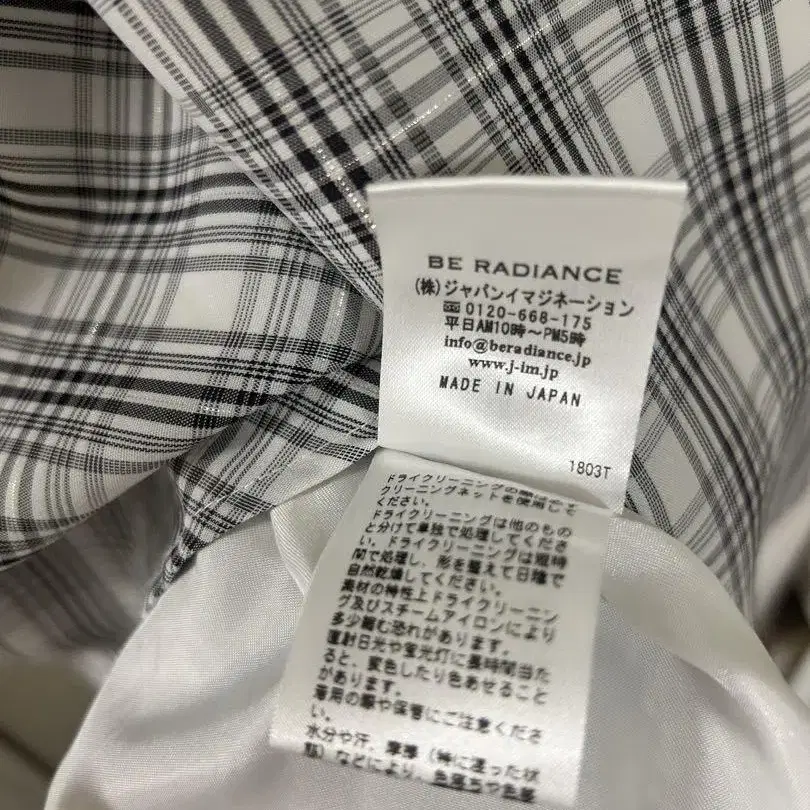 BE RADIANCE
(株)ジャパンイマジネーション
☎0120-668-175
平日AM10時～PM5時
info@beradiance.jp
www.j-im.jp
MADE IN JAPAN
1803T
ドライクリーニングの際はネット
クリーニングネットを使用して
ドライクリーニングは他のもの
と分けて単独で処理してくださ
い。ドライクリーニングは短時
間で処理し、形を整えて日陰で
自然乾燥してください。
素材の特性上ドライクリーニン
グ及びスチームアイロンにより
多少縮む恐れがあります。
直射日光や蛍光灯に長時間当た
ると、変色したり色あせること
があります。
着用の際や保管にご注意くださ
い。
水分や汗、摩擦（特に湿った状
態）などにより、色落ちや色移